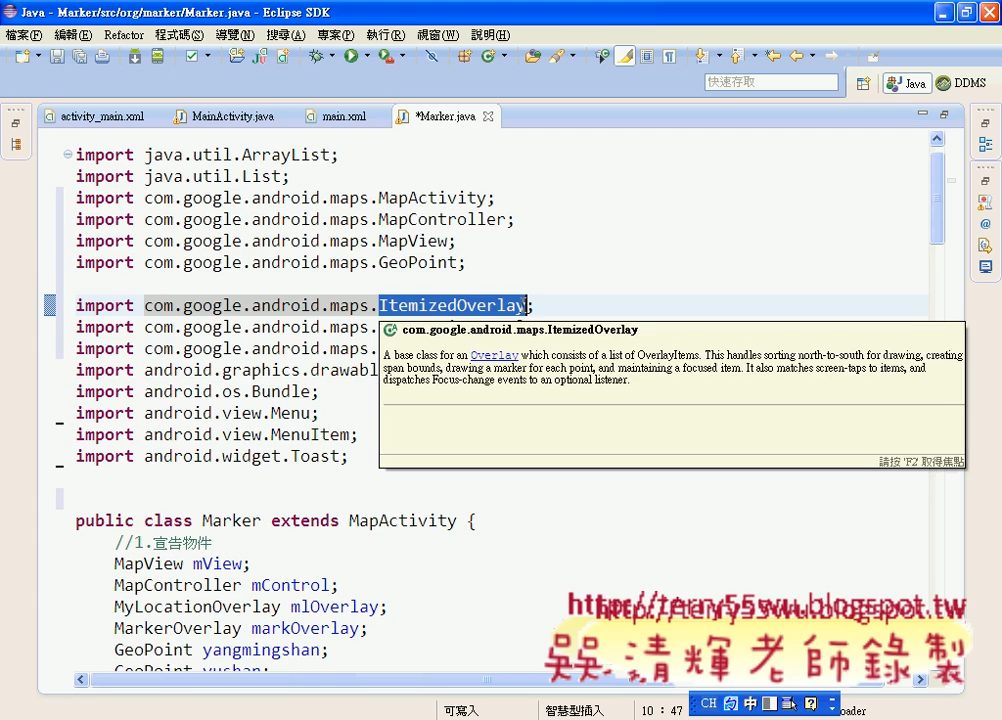 Java - Marker/src/org/marker/Marker.java - Eclipse SDK
檔案(F) 編輯(E) Refactor 程式碼(S) 導覽(N) 搜尋(A) 專案(P) 執行(R) 視窗(W) 說明(H)
快速存取 Java DDMS
activity_main.xml MainActivity.java main.xml *Marker.java
import java.util.ArrayList;
import java.util.List;
import com.google.android.maps.MapActivity;
import com.google.android.maps.MapController;
import com.google.android.maps.MapView;
import com.google.android.maps.GeoPoint;
import com.google.android.maps.ItemizedOverlay;
import com.google.android.maps.
import com.google.android.maps.
import android.graphics.drawabl
import android.os.Bundle;
import android.view.Menu;
import android.view.MenuItem;
import android.widget.Toast;
com.google.android.maps.ItemizedOverlay
A base class for an Overlay which consists of a list of OverlayItems. This handles sorting north-to-south for drawing, creating
span bounds, drawing a marker for each point, and maintaining a focused item. It also matches screen-taps to items, and
dispatches Focus-change events to an optional listener.
請按 'F2' 取得焦點
public class Marker extends MapActivity {
//1.宣告物件
MapView mView;
MapController mControl;
MyLocationOverlay mlOverlay;
MarkerOverlay markOverlay;
GeoPoint yangmingshan;
GeoPoint yushan;
http://terry55wu.blogspot.tw
吳清輝老師錄製
可寫入 智慧型插入 10 : 47 CH 中 oader